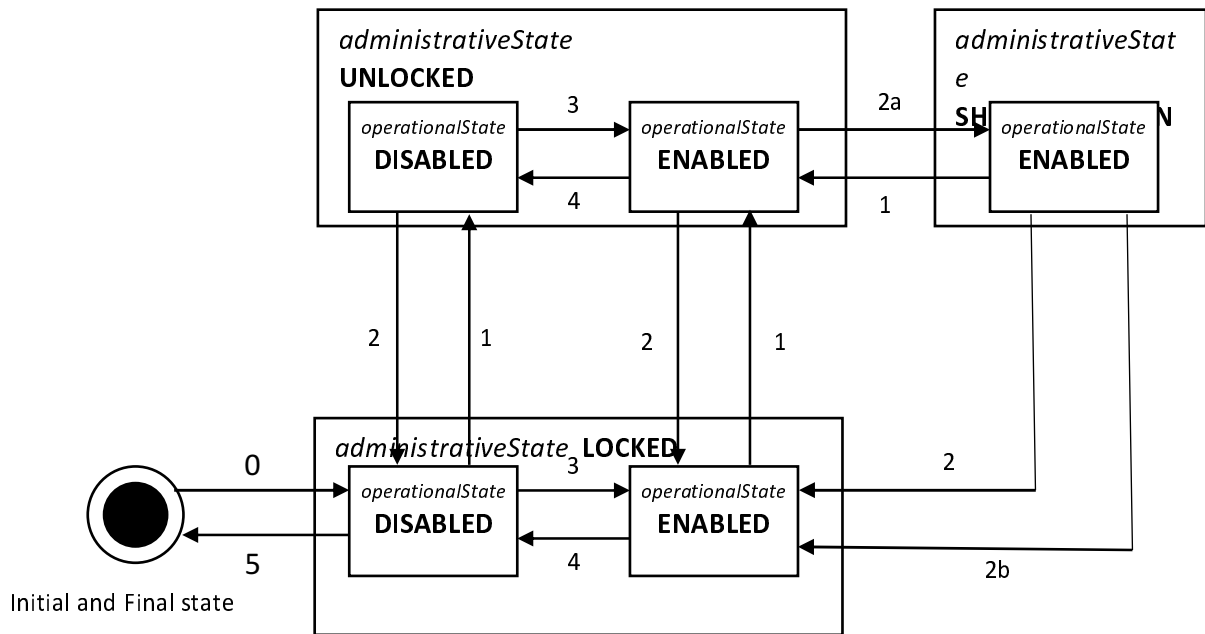 administrativeState
UNLOCKED
administrativeStat
e
SH N
operationalState
DISABLED
3
4
operationalState
ENABLED
2a
1
operationalState
ENABLED
2
1
2
1
administrativeState LOCKED
0
5
operationalState
DISABLED
3
4
operationalState
ENABLED
2
2b
Initial and Final state